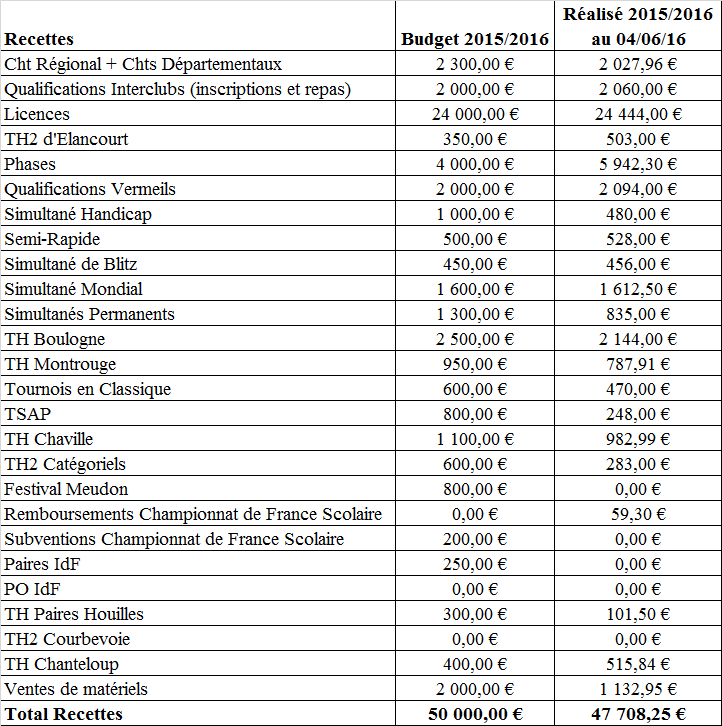 Réalisé 2015/2016
Recettes Budget 2015/2016 au 04/06/16
Cht Régional + Chts Départementaux 2 300,00 € 2 027,96 €
Qualifications Interclubs (inscriptions et repas) 2 000,00 € 2 060,00 €
Licences 24 000,00 € 24 444,00 €
TH2 d'Elancourt 350,00 € 503,00 €
Phases 4 000,00 € 5 942,30 €
Qualifications Vermeils 2 000,00 € 2 094,00 €
Simultané Handicap 1 000,00 € 480,00 €
Semi-Rapide 500,00 € 528,00 €
Simultané de Blitz 450,00 € 456,00 €
Simultané Mondial 1 600,00 € 1 612,50 €
Simultanés Permanents 1 300,00 € 835,00 €
TH Boulogne 2 500,00 € 2 144,00 €
TH Montrouge 950,00 € 787,91 €
Tournois en Classique 600,00 € 470,00 €
TSAP 800,00 € 248,00 €
TH Chaville 1 100,00 € 982,99 €
TH2 Catégoriels 600,00 € 283,00 €
Festival Meudon 800,00 € 0,00 €
Remboursements Championnat de France Scolaire 0,00 € 59,30 €
Subventions Championnat de France Scolaire 200,00 € 0,00 €
Paires IdF 250,00 € 0,00 €
PO IdF 0,00 € 0,00 €
TH Paires Houilles 300,00 € 101,50 €
TH2 Courbevoie 0,00 € 0,00 €
TH Chanteloup 400,00 € 515,84 €
Ventes de matériels 2 000,00 € 1 132,95 €
Total Recettes 50 000,00 € 47 708,25 €